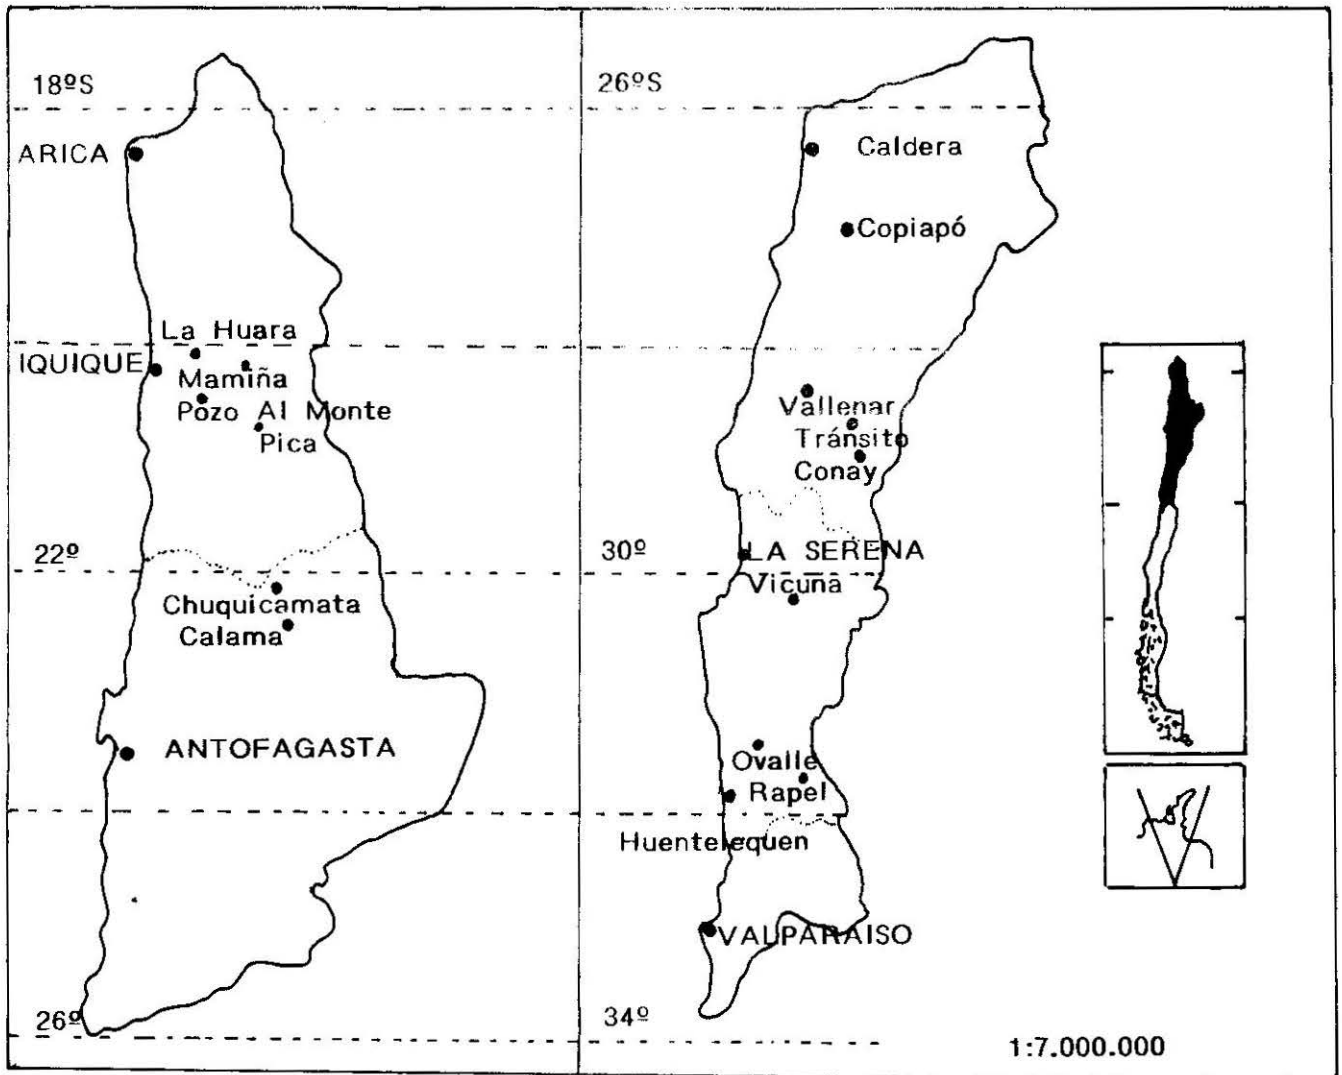 18ºS
ARICA
La Huara
IQUIQUE
Mamiña
Pozo Al Monte
Pica
22º
Chuquicamata
Calama
ANTOFAGASTA
26º
26ºS
Caldera
Copiapó
Vallenar
Tránsito
Conay
30º
LA SERENA
Vicuna
Ovalle
Rapel
Huentelequen
VALPARAISO
34º
1:7.000.000